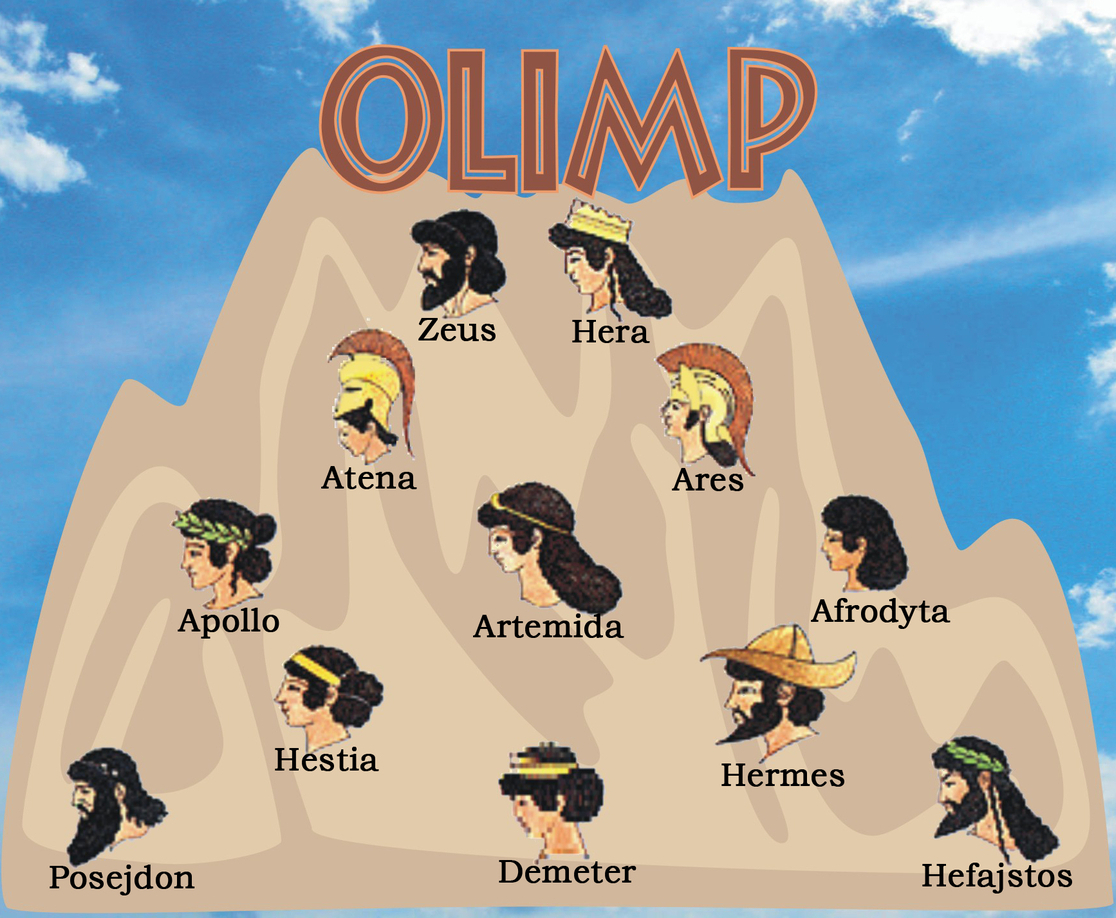 OLIMP
Zeus
Hera
Atena
Ares
Apollo
Artemida
Afrodyta
Hestia
Hermes
Posejdon
Demeter
Hefajstos